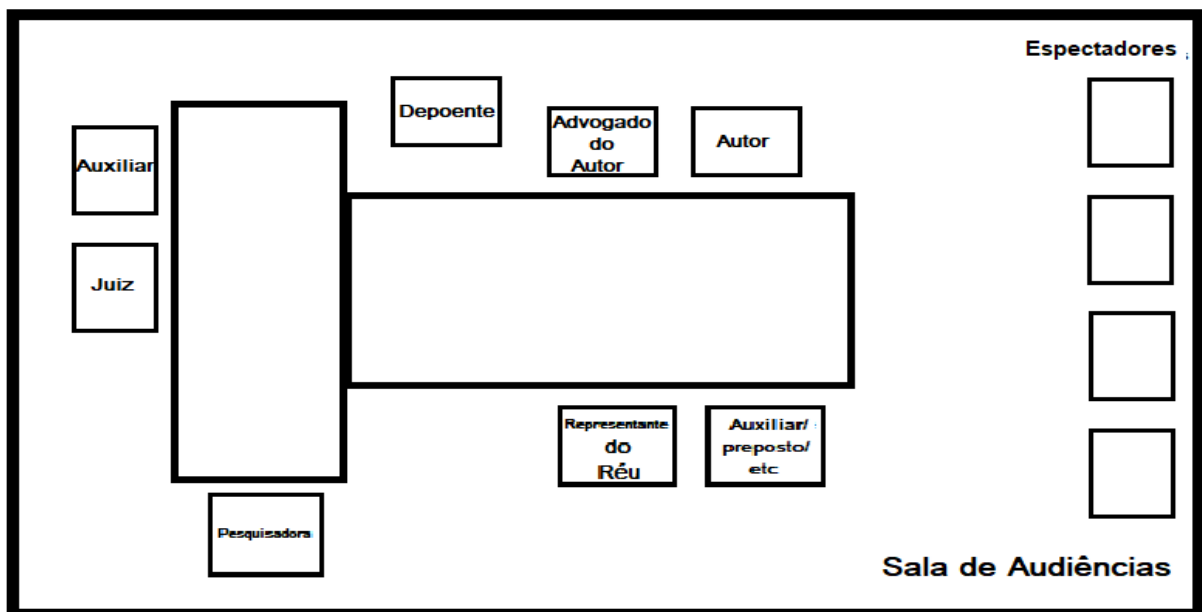 Espectadores
Depoente
Advogado
do
Autor
Autor
Auxiliar
Juiz
Representante
do
Réu
Auxiliar/
preposto/
etc
Pesquisadora
Sala de Audiências